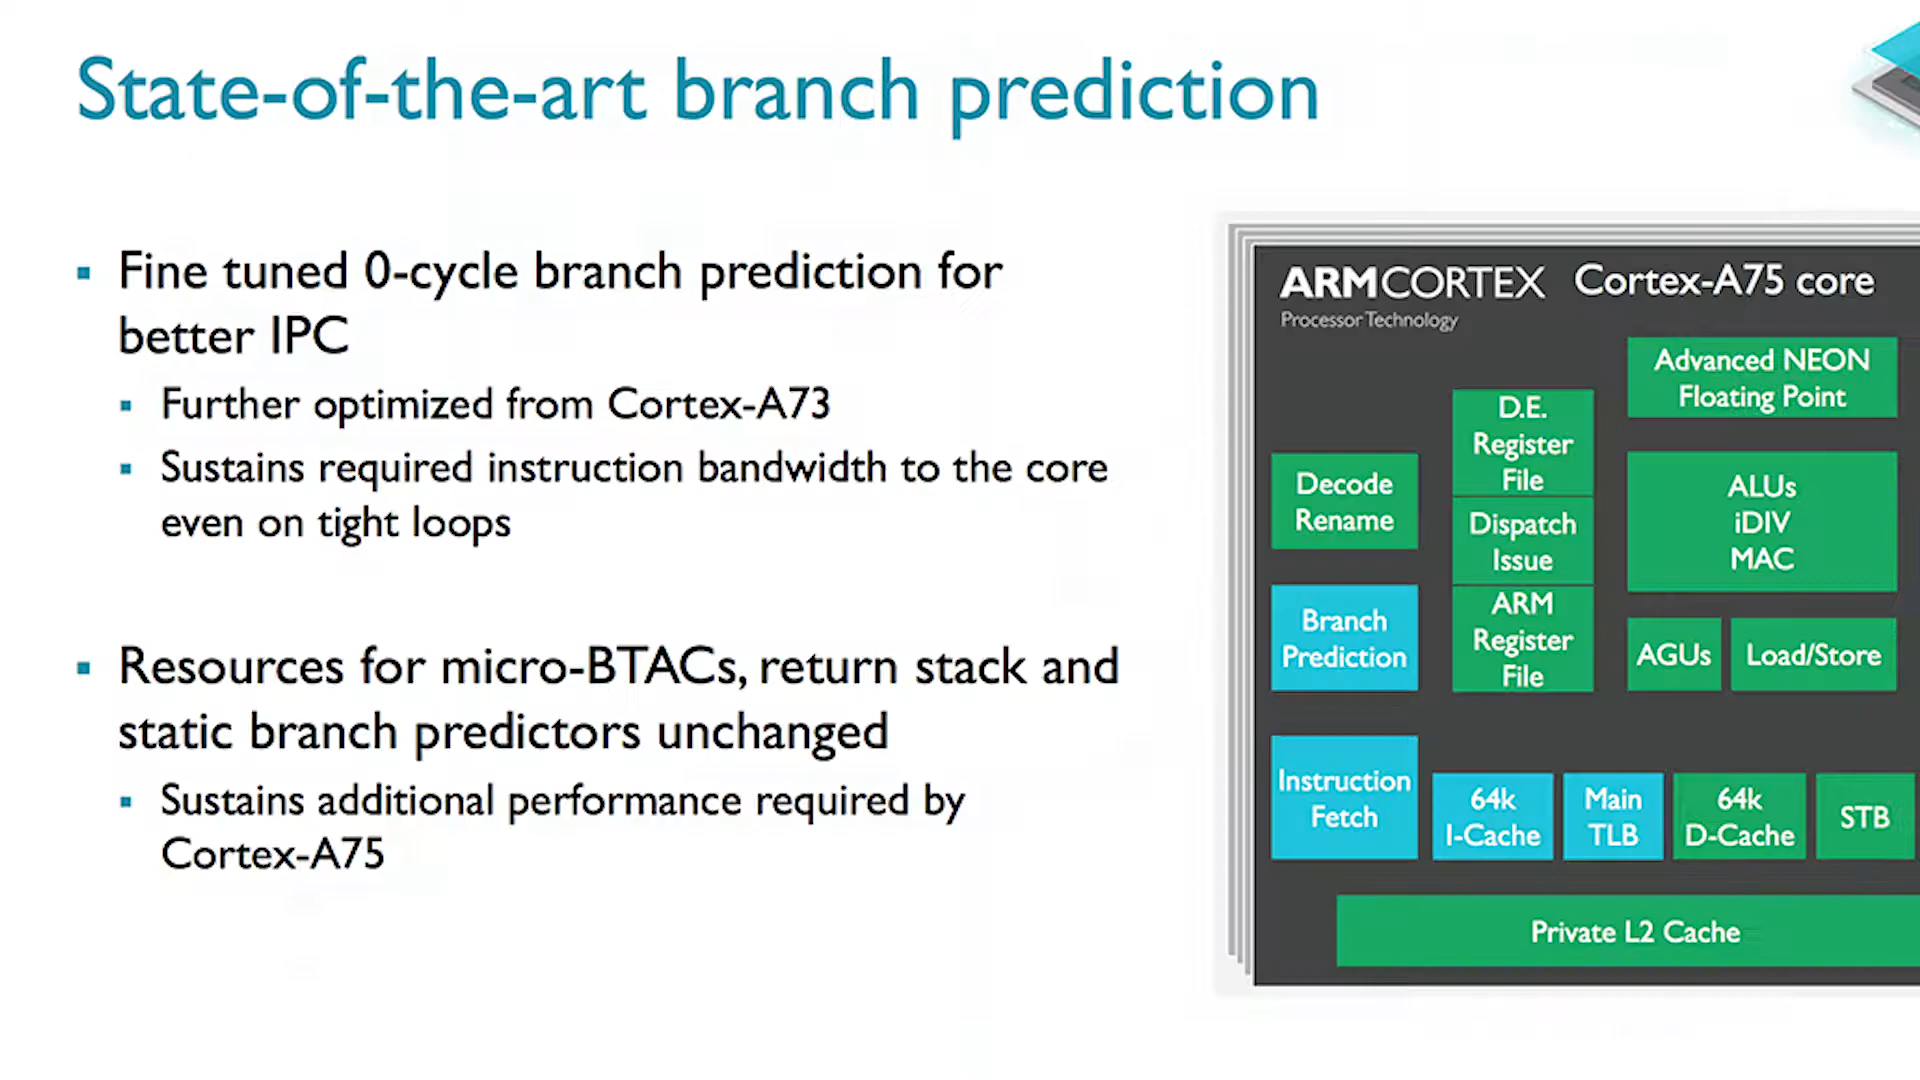 State-of-the-art branch prediction
Fine tuned 0-cycle branch prediction for
better IPC
Further optimized from Cortex-A73
Sustains required instruction bandwidth to the core
even on tight loops
Resources for micro-BTACs, return stack and
static branch predictors unchanged
Sustains additional performance required by
Cortex-A75
ARMCORTEX
Processor Technology
Cortex-A75 core
Decode
Rename
Branch
Prediction
Instruction
Fetch
D.E.
Register
File
Dispatch
Issue
ARM
Register
File
Advanced NEON
Floating Point
ALUs
iDIV
MAC
AGUs
Load/Store
64k
I-Cache
Main
TLB
64k
D-Cache
STB
Private L2 Cache